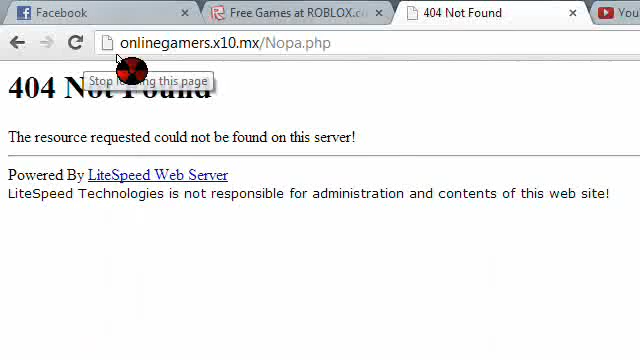 Facebook
Free Games at ROBLOX.c
404 Not Found
You
onlinegamers.x10.mx/Nopa.php
Stop this page
404 Not Found
The resource requested could not be found on this server!
Powered By LiteSpeed Web Server
LiteSpeed Technologies is not responsible for administration and contents of this web site!